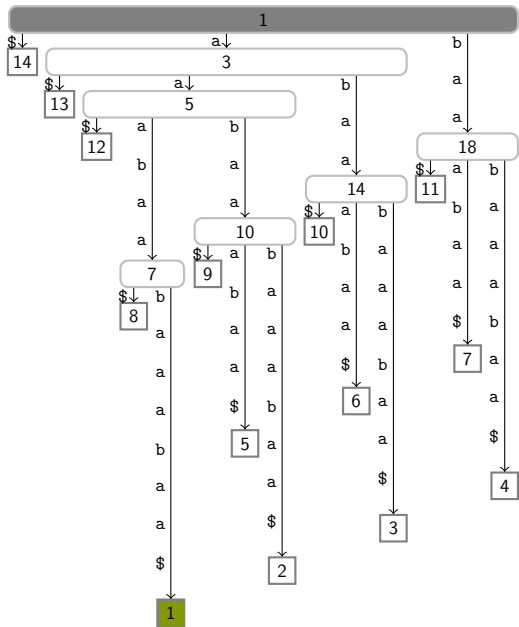 1
$ a b
14 3
$ a b a
13 5
$ a b a a
12 18
b a a $ a b
14 11
a a $ a b b a
10 10
a $ a b b a a a
7 9
$ b b a a a a a
8
a a a a a $ b
7
a a a $ b a
6
a $ b a a
5
b a a $
4
a a $
3
a $
2
$
1